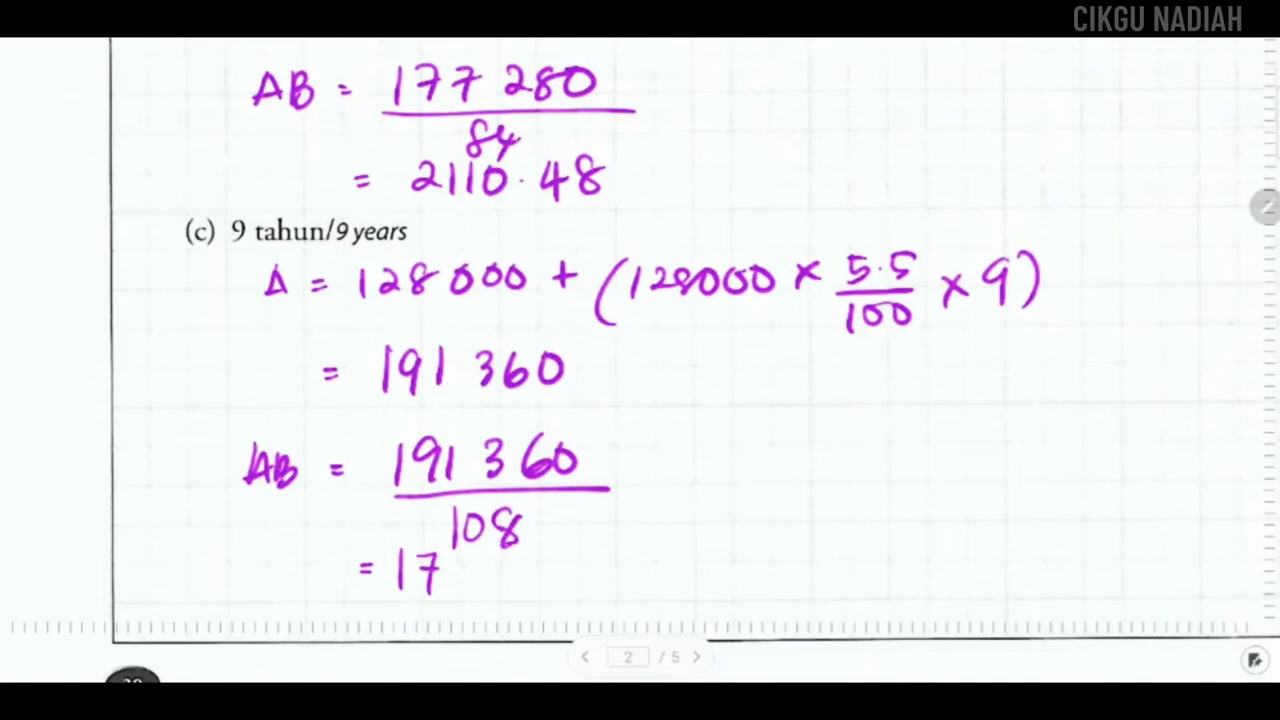 CIKGU NADIAH
AB = 177 280
84
= 2110.48
(c) 9 tahun/9 years
A = 128 000 + (128000 × 5.5/100 × 9)
= 191 360
AB = 191 360
108
= 17
2 / 5